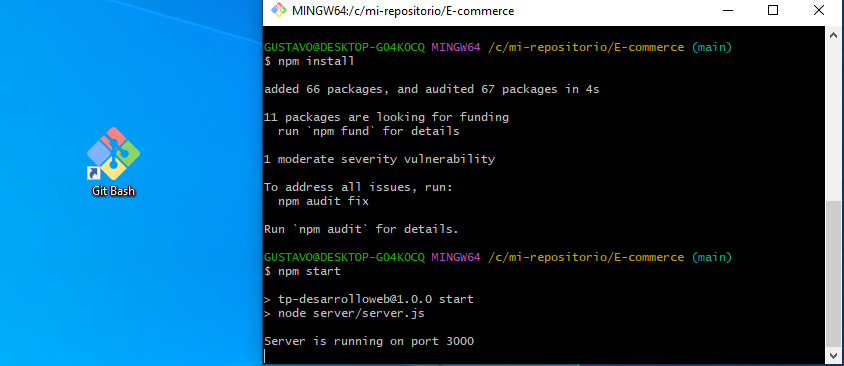 MINGW64:/c/mi-repositorio/E-commerce
GUSTAVO@DESKTOP-GO4KOCQ MINGW64 /c/mi-repositorio/E-commerce (main)
$ npm install
added 66 packages, and audited 67 packages in 4s
11 packages are looking for funding
run `npm fund` for details
1 moderate severity vulnerability
To address all issues, run:
npm audit fix
Run `npm audit` for details.
GUSTAVO@DESKTOP-GO4KOCQ MINGW64 /c/mi-repositorio/E-commerce (main)
$ npm start
> tp-desarrolloweb@1.0.0 start
> node server/server.js
Server is running on port 3000
Git Bash